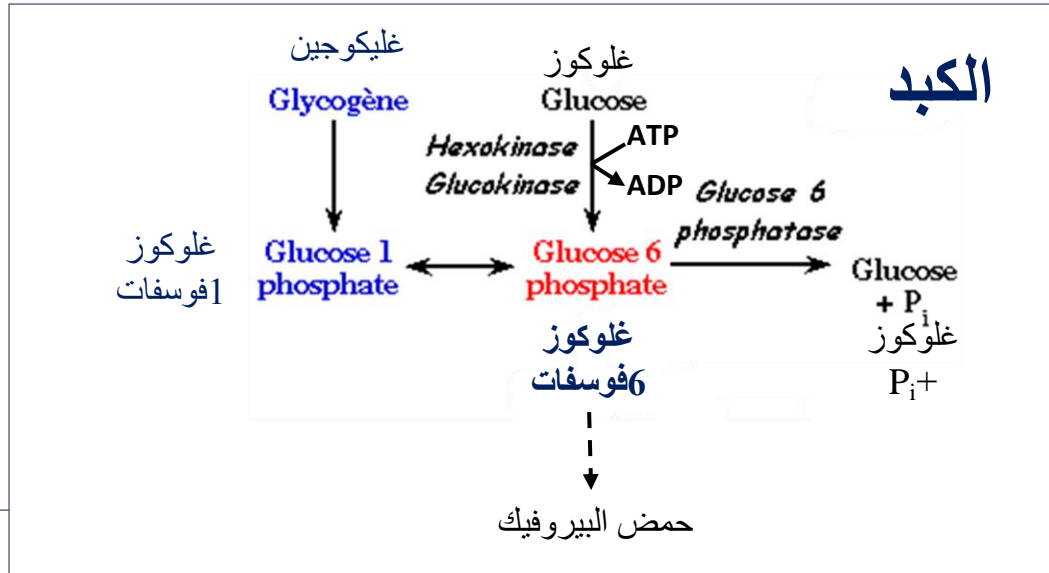 الكبد
غليكوجين
Glycogène
غلوكوز
Glucose
Hexokinase
Glucokinase
ATP
ADP
Glucose 6
phosphatase
غلوكوز
1فوسفات
Glucose 1
phosphate
Glucose 6
phosphate
Glucose
+ Pi
غلوكوز
Pi+
غلوكوز
6فوسفات
حمض البيروفيك